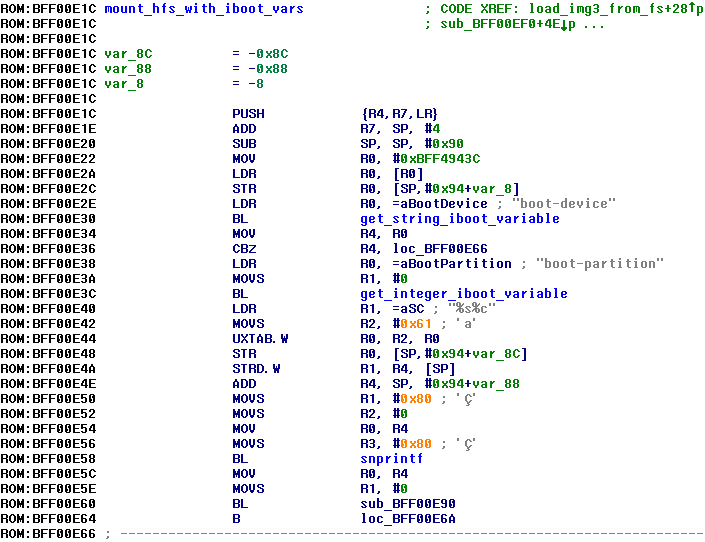 ROM:BFF00E1C mount_hfs_with_iboot_vars ; CODE XREF: load_img3_from_fs+28↑p
ROM:BFF00E1C ; sub_BFF00EF0+4E↓p ...
ROM:BFF00E1C
ROM:BFF00E1C var_8C = -0x8C
ROM:BFF00E1C var_88 = -0x88
ROM:BFF00E1C var_8 = -8
ROM:BFF00E1C
ROM:BFF00E1C PUSH {R4,R7,LR}
ROM:BFF00E1E ADD R7, SP, #4
ROM:BFF00E20 SUB SP, SP, #0x90
ROM:BFF00E22 MOV R0, #0xBFF4943C
ROM:BFF00E2A LDR R0, [R0]
ROM:BFF00E2C STR R0, [SP,#0x94+var_8]
ROM:BFF00E2E LDR R0, =aBootDevice ; "boot-device"
ROM:BFF00E30 BL get_string_iboot_variable
ROM:BFF00E34 MOV R4, R0
ROM:BFF00E36 CBZ R4, loc_BFF00E66
ROM:BFF00E38 LDR R0, =aBootPartition ; "boot-partition"
ROM:BFF00E3A MOVS R1, #0
ROM:BFF00E3C BL get_integer_iboot_variable
ROM:BFF00E40 LDR R1, =aSC ; "%s%c"
ROM:BFF00E42 MOVS R2, #0x61 ; 'a'
ROM:BFF00E44 UXTAB.W R0, R2, R0
ROM:BFF00E48 STR R0, [SP,#0x94+var_8C]
ROM:BFF00E4A STRD.W R1, R4, [SP]
ROM:BFF00E4E ADD R4, SP, #0x94+var_88
ROM:BFF00E50 MOVS R1, #0x80 ; 'Ç'
ROM:BFF00E52 MOVS R2, #0
ROM:BFF00E54 MOV R0, R4
ROM:BFF00E56 MOVS R3, #0x80 ; 'Ç'
ROM:BFF00E58 BL snprintf
ROM:BFF00E5C MOV R0, R4
ROM:BFF00E5E MOVS R1, #0
ROM:BFF00E60 BL sub_BFF00E90
ROM:BFF00E64 B loc_BFF00E6A
ROM:BFF00E66 ; ---------------------------------------------------------------------------